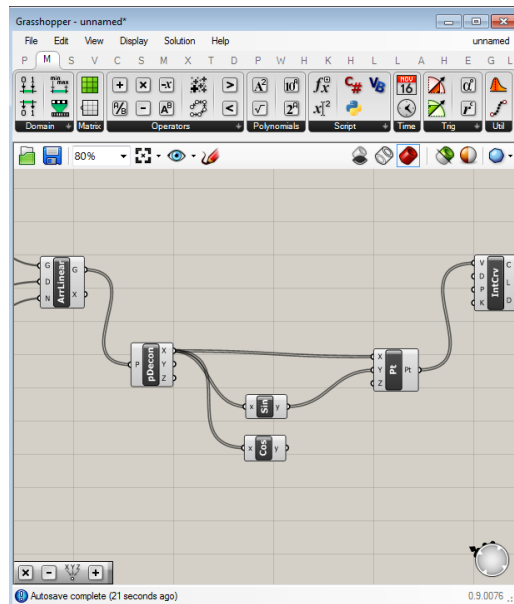 Grasshopper - unnamed*
File Edit View Display Solution Help unnamed
P M S V C S M X T D P W H K H L L A E G L
Domain Matrix Operators Polynomials Script Time Trig Util
80%
G D N ArrLinear G X
P pDecon X Y Z
x Sin y
x Cos y
X Y Z Pt Pt
V D P K IntCrv C L D
X Y Z
Autosave complete (21 seconds ago) 0.9.0076